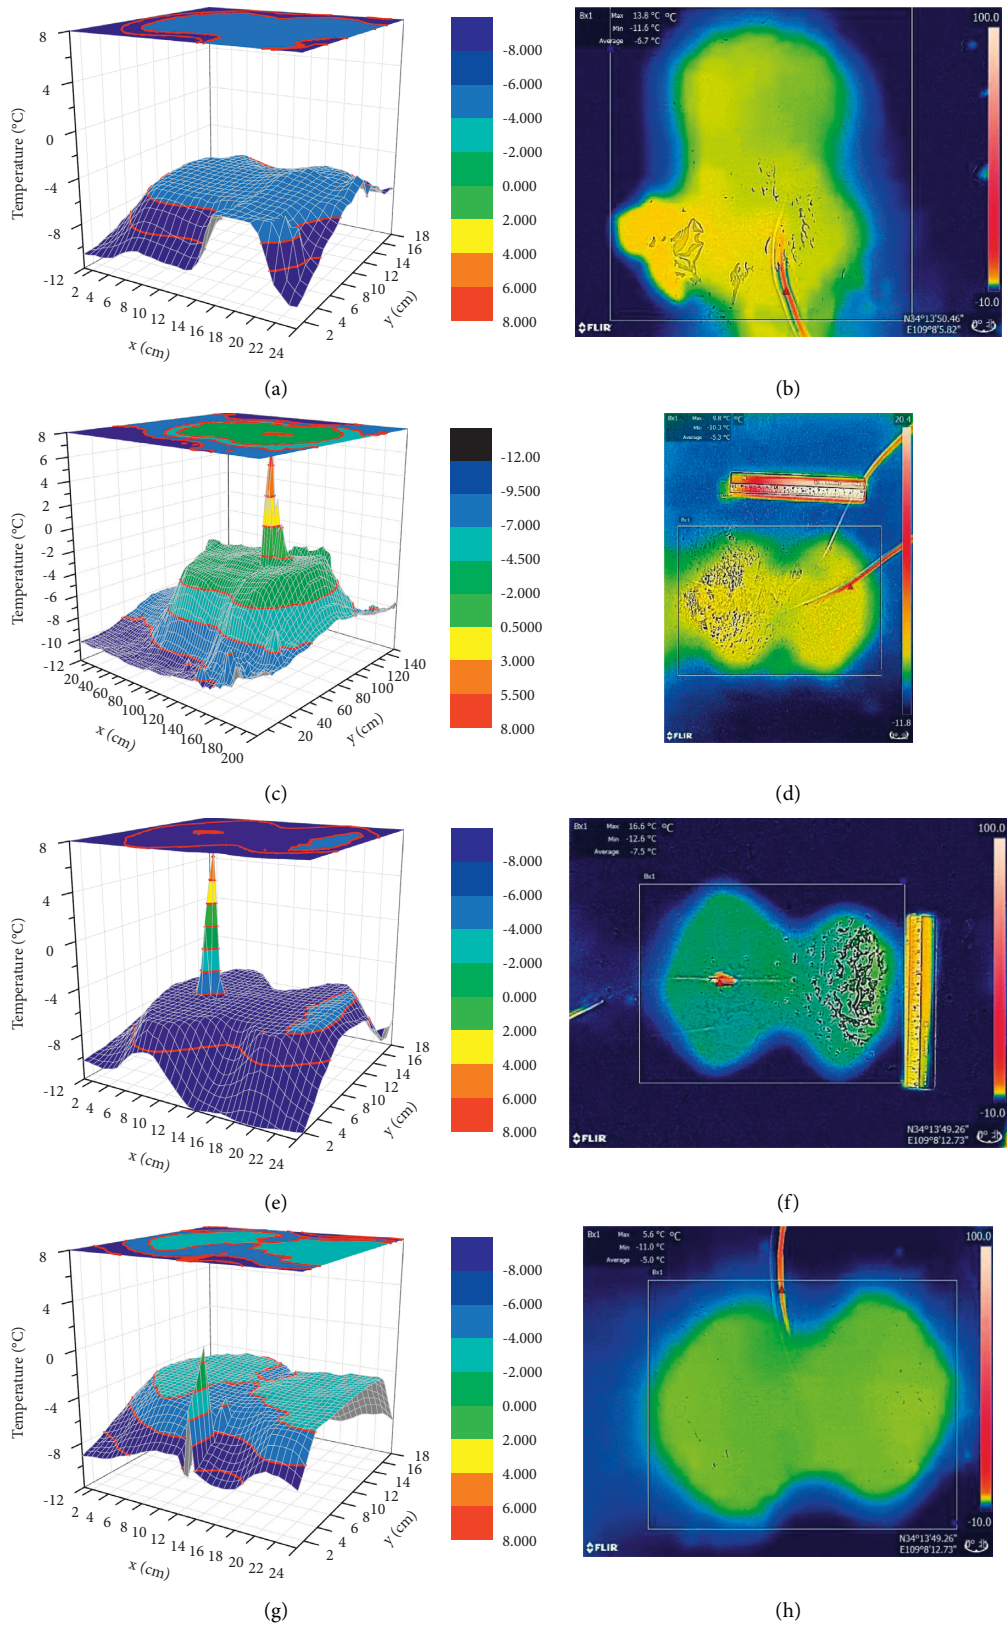 8
4
0
-4
-8
-12
Temperature (°C)
2 4 6 8 10 12 14 16 18 20 22 24
x (cm)
2 4 6 8 10 12 14 16 18
y (cm)
-8.000
-6.000
-4.000
-2.000
0.000
2.000
4.000
6.000
8.000
(a)
Bx1 Max 13.8 °C °C
Min -11.6 °C
Average -6.7 °C
100.0
-10.0
N34°13'50.46"
E109°8'5.82"
FLIR
(b)
8
6
4
2
0
-2
-4
-6
-8
-10
-12
Temperature (°C)
20 40 60 80 100 120 140 160 180 200
x (cm)
20 40 60 80 100 120 140
y (cm)
-12.00
-9.500
-7.000
-4.500
-2.000
0.5000
3.000
5.500
8.000
(c)
Bx1 Max 9.8 °C °C
Min -10.3 °C
Average -5.3 °C
20.4
Bx1
-11.8
FLIR
(d)
8
4
0
-4
-8
-12
Temperature (°C)
2 4 6 8 10 12 14 16 18 20 22 24
x (cm)
2 4 6 8 10 12 14 16 18
y (cm)
-8.000
-6.000
-4.000
-2.000
0.000
2.000
4.000
6.000
8.000
(e)
Bx1 Max 16.6 °C °C
Min -12.6 °C
Average -7.5 °C
100.0
Bx1
-10.0
N34°13'49.26"
E109°8'12.73"
FLIR
(f)
8
4
0
-4
-8
-12
Temperature (°C)
2 4 6 8 10 12 14 16 18 20 22 24
x (cm)
2 4 6 8 10 12 14 16 18
y (cm)
-8.000
-6.000
-4.000
-2.000
0.000
2.000
4.000
6.000
8.000
(g)
Bx1 Max 5.6 °C °C
Min -11.0 °C
Average -5.0 °C
100.0
Bx1
-10.0
N34°13'49.26"
E109°8'12.73"
FLIR
(h)